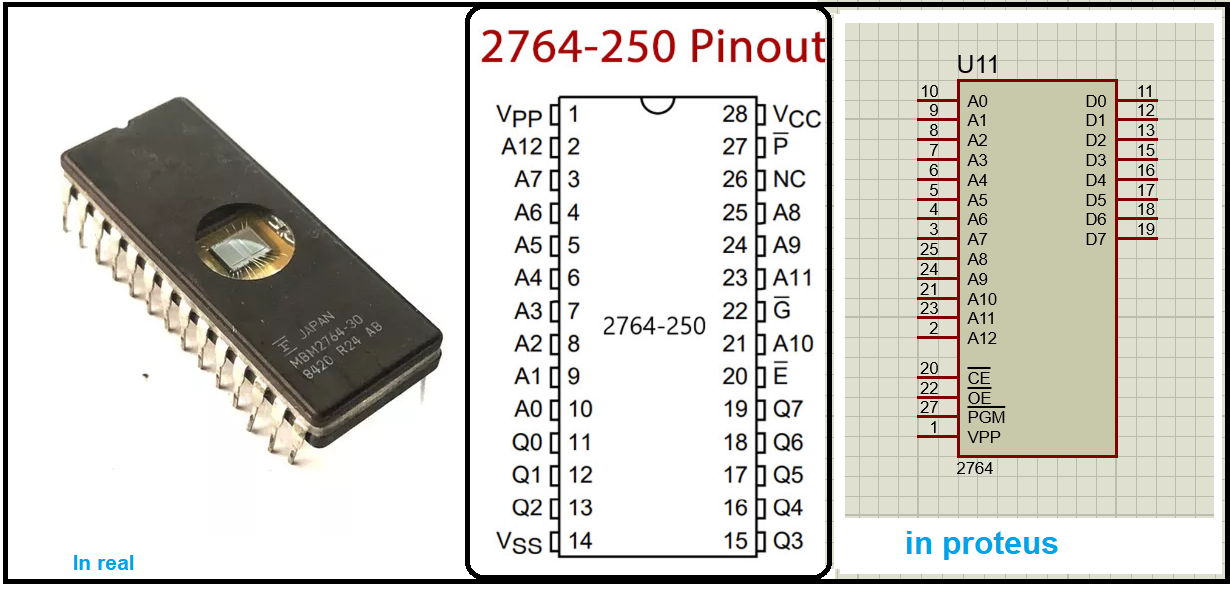 JAPAN
MBM2764-30
8420 R24 AB
In real
2764-250 Pinout
VPP 1 28 VCC
A12 2 27 P
A7 3 26 NC
A6 4 25 A8
A5 5 24 A9
A4 6 23 A11
A3 7 22 G
2764-250
A2 8 21 A10
A1 9 20 E
A0 10 19 Q7
Q0 11 18 Q6
Q1 12 17 Q5
Q2 13 16 Q4
VSS 14 15 Q3
U11
10 A0 D0 11
9 A1 D1 12
8 A2 D2 13
7 A3 D3 15
6 A4 D4 16
5 A5 D5 17
4 A6 D6 18
3 A7 D7 19
25 A8
24 A9
21 A10
23 A11
2 A12
20 CE
22 OE
27 PGM
1 VPP
2764
in proteus